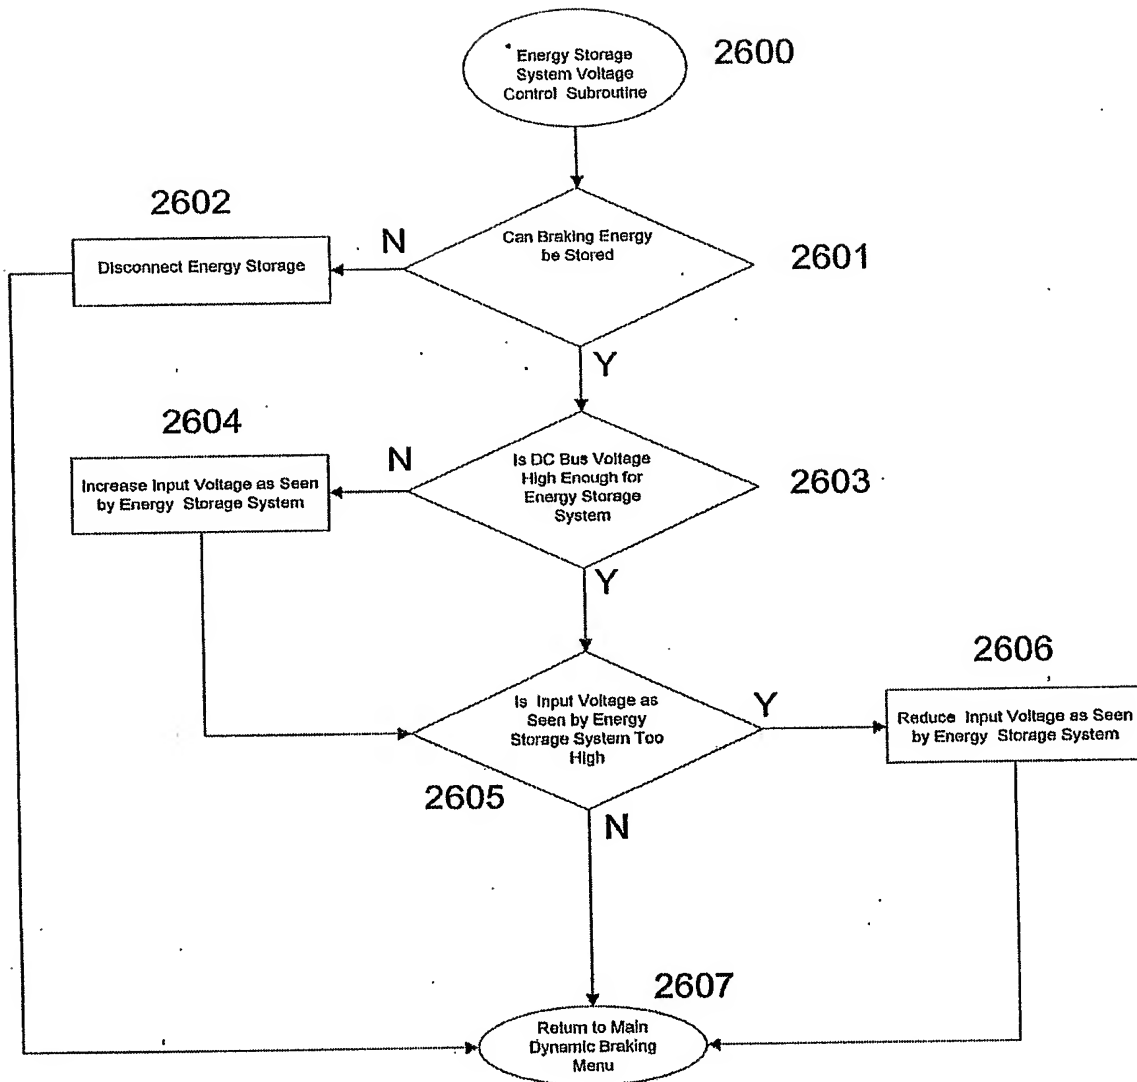 Energy Storage
System Voltage
Control Subroutine
2600
Can Braking Energy
be Stored
2601
N
2602
Disconnect Energy Storage
Y
Is DC Bus Voltage
High Enough for
Energy Storage
System
2603
N
2604
Increase Input Voltage as Seen
by Energy Storage System
Y
Is Input Voltage as
Seen by Energy
Storage System Too
High
2605
Y
2606
Reduce Input Voltage as Seen
by Energy Storage System
N
2607
Return to Main
Dynamic Braking
Menu